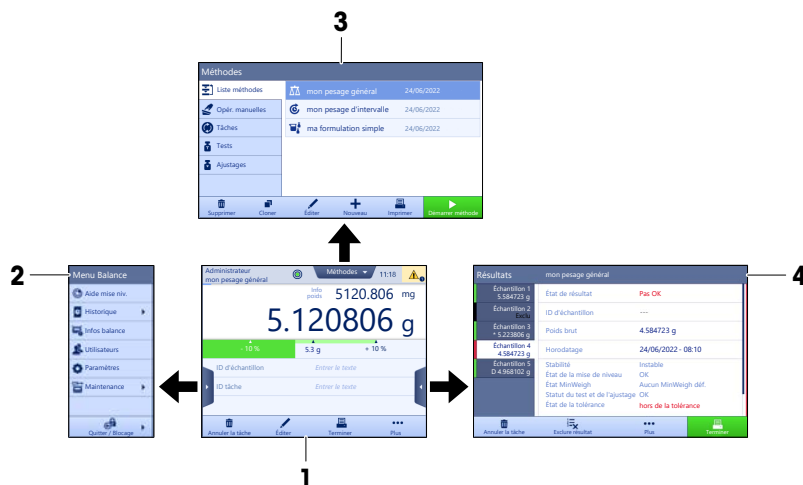 3
Méthodes
Liste méthodes
mon pesage général 24/06/2022
Opér. manuelles
mon pesage d'intervalle 24/06/2022
Tâches
ma formulation simple 24/06/2022
Tests
Ajustages
Supprimer Cloner Éditer Nouveau Imprimer Démarrer méthode
2
Menu Balance
Aide mise niv.
Historique
Infos balance
Utilisateurs
Paramètres
Maintenance
Quitter / Blocage
Administrateur
mon pesage général
Méthodes 11:18
Infos
poids
5120.806 mg
5.120806 g
- 10 % 5.3 g + 10 %
ID d'échantillon Entrer le texte
ID tâche Entrer le texte
Annuler la tâche Éditer Terminer Plus
1
4
Résultats mon pesage général
Échantillon 1
5.584723 g
Échantillon 2
Exclu
Échantillon 3
* 5.223806 g
Échantillon 4
4.584723 g
Échantillon 5
D 4.968102 g
État de résultat Pas OK
ID d'échantillon ---
Poids brut 4.584723 g
Horodatage 24/06/2022 - 08:10
Stabilité Instable
État de la mise de niveau OK
État MinWeigh Aucun MinWeigh déf.
Statut du test et de l'ajustage OK
État de la tolérance hors de la tolérance
Annuler la tâche Exclure résultat Plus Terminer